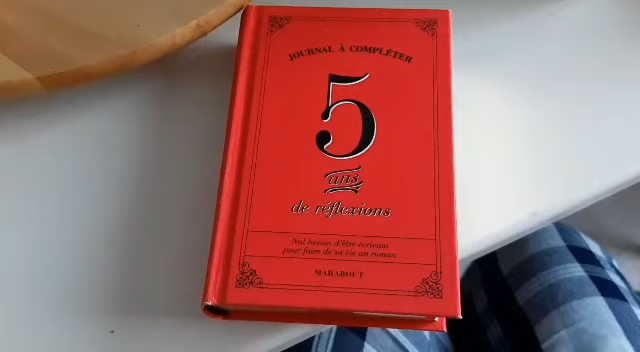 JOURNAL À COMPLÉTER
5
ans
de réflexions
Nul besoin d'être écrivain
pour faire de sa vie un roman
MARABOUT